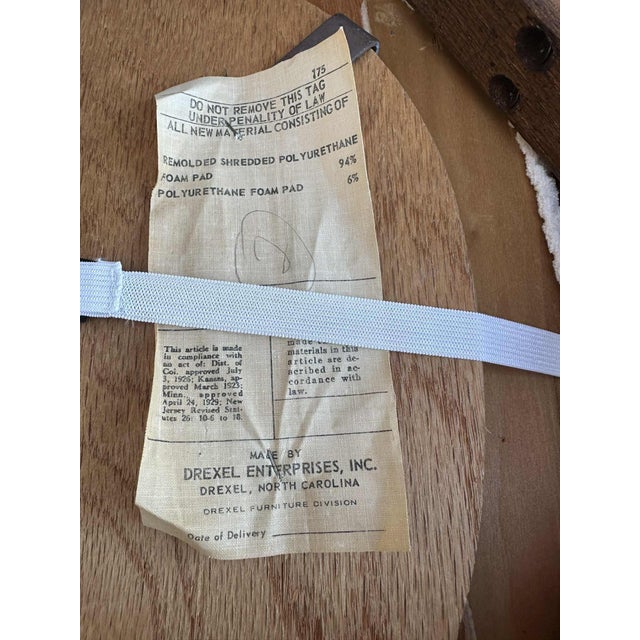 175
DO NOT REMOVE THIS TAG
UNDER PENALITY OF LAW
ALL NEW MATERIAL CONSISTING OF
REMOLDED SHREDDED POLYURETHANE
FOAM PAD 94%
POLYURETHANE FOAM PAD 6%
This article is made
in compliance with
an act of: Dist. of
Col. approved July
3, 1926; Kansas, ap-
proved March 1923;
Minn., approved
April 24, 1929; New
Jersey Revised Stat-
utes 26: 10-6 to 18.
made
materials in this
article are de-
scribed in ac-
cordance with
law.
MADE BY
DREXEL ENTERPRISES, INC.
DREXEL, NORTH CAROLINA
DREXEL FURNITURE DIVISION
Date of Delivery